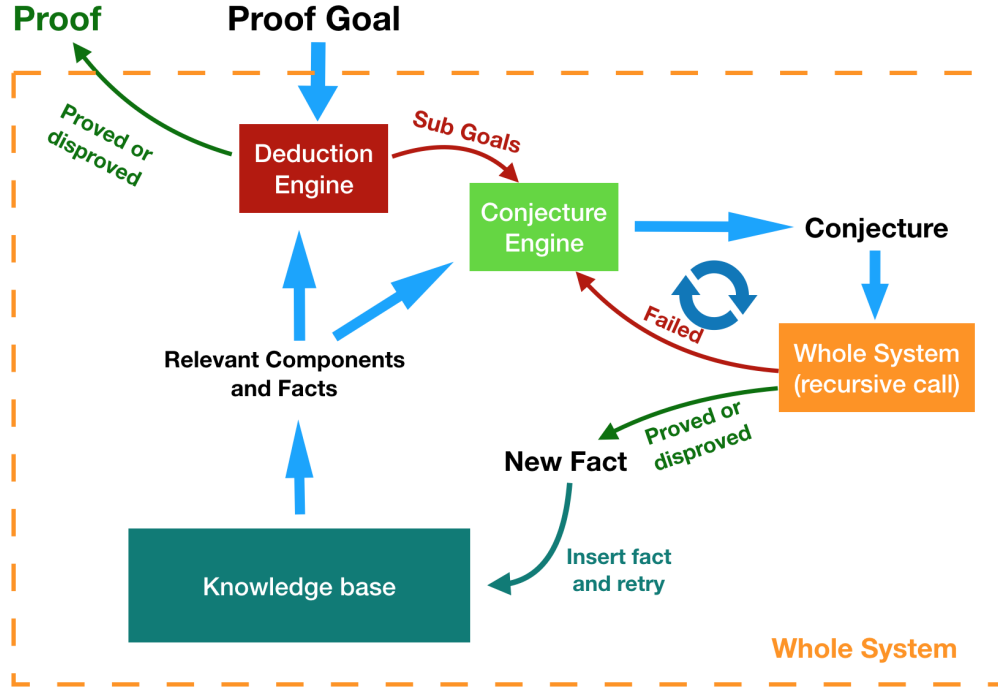 Proof
Proof Goal
Proved or
disproved
Deduction
Engine
Sub Goals
Conjecture
Engine
Conjecture
Failed
Whole System
(recursive call)
Relevant Components
and Facts
Proved or
disproved
New Fact
Insert fact
and retry
Knowledge base
Whole System